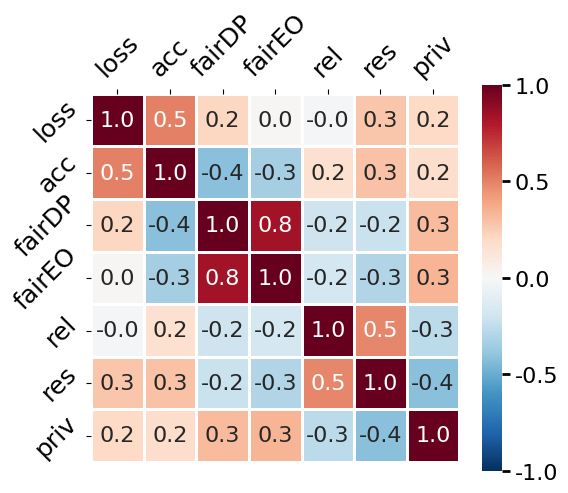 loss acc fairDP fairEO rel res priv
loss 1.0 0.5 0.2 0.0 -0.0 0.3 0.2
acc 0.5 1.0 -0.4 -0.3 0.2 0.3 0.2
fairDP 0.2 -0.4 1.0 0.8 -0.2 -0.2 0.3
fairEO 0.0 -0.3 0.8 1.0 -0.2 -0.3 0.3
rel -0.0 0.2 -0.2 -0.2 1.0 0.5 -0.3
res 0.3 0.3 -0.2 -0.3 0.5 1.0 -0.4
priv 0.2 0.2 0.3 0.3 -0.3 -0.4 1.0
1.0
0.5
0.0
-0.5
-1.0